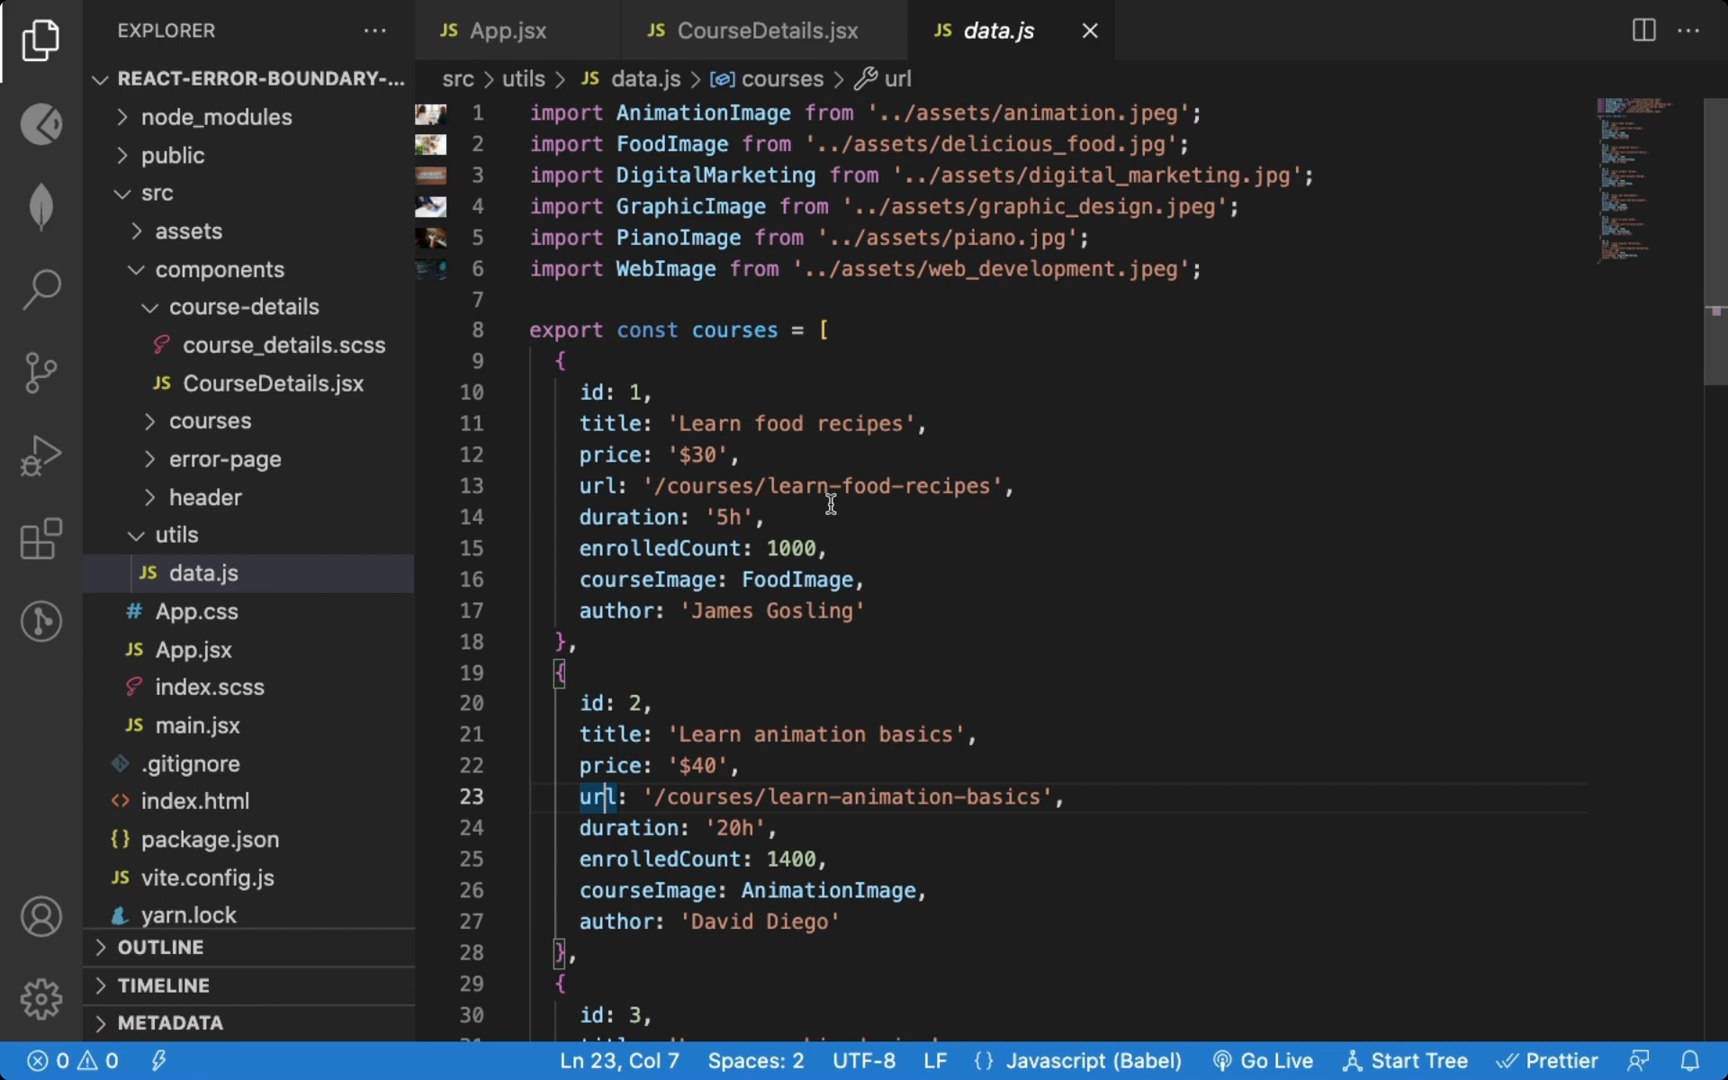 EXPLORER
REACT-ERROR-BOUNDARY-...
node_modules
public
src
assets
components
course-details
course_details.scss
JS CourseDetails.jsx
courses
error-page
header
utils
JS data.js
# App.css
JS App.jsx
index.scss
JS main.jsx
.gitignore
<> index.html
{} package.json
JS vite.config.js
yarn.lock
OUTLINE
TIMELINE
METADATA
JS App.jsx
JS CourseDetails.jsx
JS data.js
src > utils > JS data.js > courses > url
1 import AnimationImage from '../assets/animation.jpeg';
2 import FoodImage from '../assets/delicious_food.jpg';
3 import DigitalMarketing from '../assets/digital_marketing.jpg';
4 import GraphicImage from '../assets/graphic_design.jpeg';
5 import PianoImage from '../assets/piano.jpg';
6 import WebImage from '../assets/web_development.jpeg';
7
8 export const courses = [
9 {
10 id: 1,
11 title: 'Learn food recipes',
12 price: '$30',
13 url: '/courses/learn-food-recipes',
14 duration: '5h',
15 enrolledCount: 1000,
16 courseImage: FoodImage,
17 author: 'James Gosling'
18 },
19 {
20 id: 2,
21 title: 'Learn animation basics',
22 price: '$40',
23 url: '/courses/learn-animation-basics',
24 duration: '20h',
25 enrolledCount: 1400,
26 courseImage: AnimationImage,
27 author: 'David Diego'
28 },
29 {
30 id: 3,
0 0 Ln 23, Col 7 Spaces: 2 UTF-8 LF {} Javascript (Babel) Go Live Start Tree Prettier